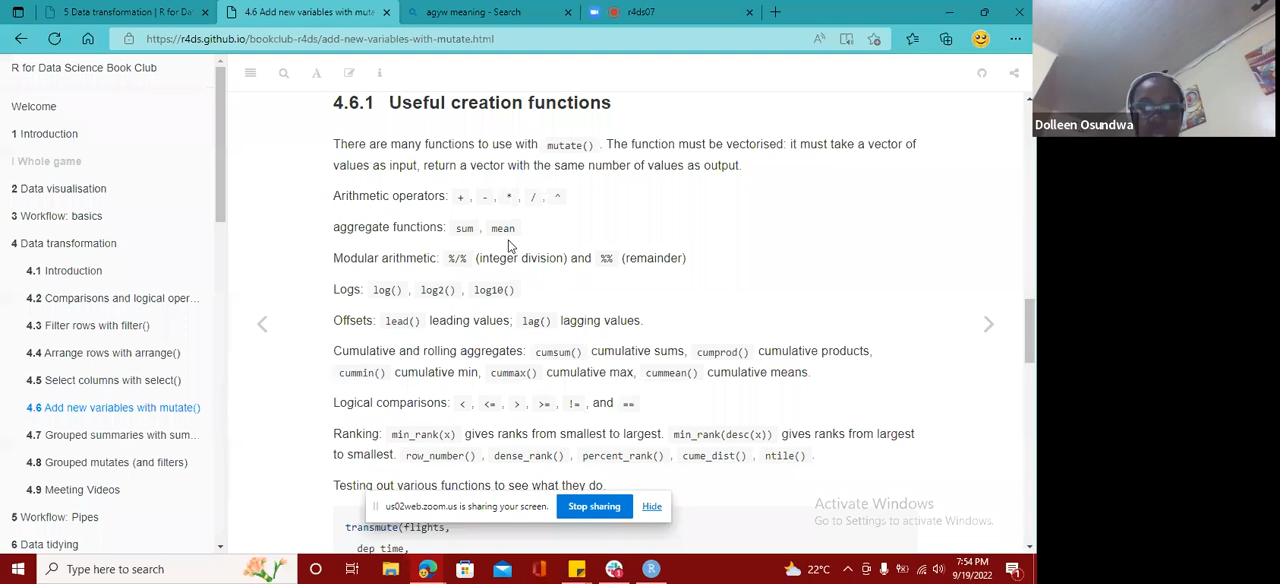 5 Data transformation | R for Dat
4.6 Add new variables with mute
agyw meaning - Search
r4ds07
https://r4ds.github.io/bookclub-r4ds/add-new-variables-with-mutate.html
R for Data Science Book Club
Welcome
1 Introduction
I Whole game
2 Data visualisation
3 Workflow: basics
4 Data transformation
4.1 Introduction
4.2 Comparisons and logical oper...
4.3 Filter rows with filter()
4.4 Arrange rows with arrange()
4.5 Select columns with select()
4.6 Add new variables with mutate()
4.7 Grouped summaries with sum...
4.8 Grouped mutates (and filters)
4.9 Meeting Videos
5 Workflow: Pipes
6 Data tidying
4.6.1 Useful creation functions
There are many functions to use with mutate() . The function must be vectorised: it must take a vector of
values as input, return a vector with the same number of values as output.
Arithmetic operators: + , - , * , / , ^
aggregate functions: sum , mean
Modular arithmetic: %/% (integer division) and %% (remainder)
Logs: log() , log2() , log10()
Offsets: lead() leading values; lag() lagging values.
Cumulative and rolling aggregates: cumsum() cumulative sums, cumprod() cumulative products,
cummin() cumulative min, cummax() cumulative max, cummean() cumulative means.
Logical comparisons: < , <= , > , >= , != , and ==
Ranking: min_rank(x) gives ranks from smallest to largest. min_rank(desc(x)) gives ranks from largest
to smallest. row_number() , dense_rank() , percent_rank() , cume_dist() , ntile() .
Testing out various functions to see what they do.
transmute(flights,
dep_time,
us02web.zoom.us is sharing your screen. Stop sharing Hide
Activate Windows
Go to Settings to activate Windows.
Dolleen Osundwa
Type here to search
22°C
7:54 PM
9/19/2022